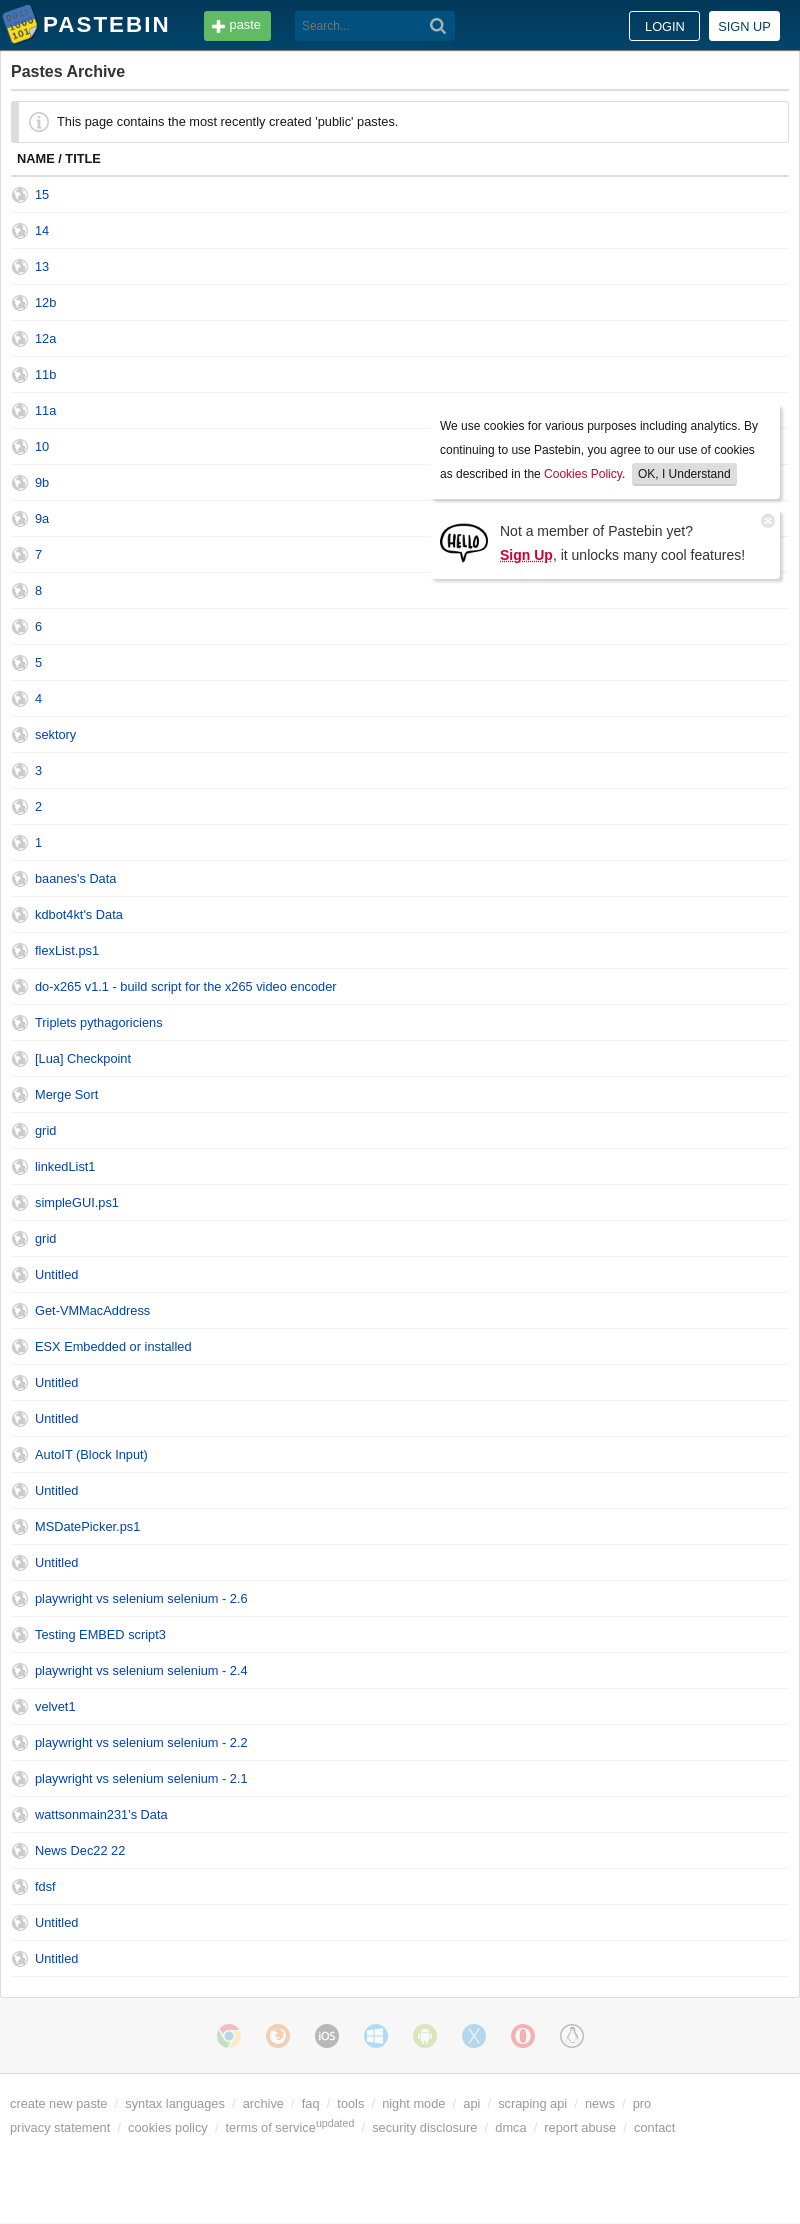 PASTEBIN
paste
Search...
LOGIN
SIGN UP
Pastes Archive
This page contains the most recently created 'public' pastes.
NAME / TITLE
15
14
13
12b
12a
11b
11a
10
9b
9a
7
8
6
5
4
sektory
3
2
1
baanes's Data
kdbot4kt's Data
flexList.ps1
do-x265 v1.1 - build script for the x265 video encoder
Triplets pythagoriciens
[Lua] Checkpoint
Merge Sort
grid
linkedList1
simpleGUI.ps1
grid
Untitled
Get-VMMacAddress
ESX Embedded or installed
Untitled
Untitled
AutoIT (Block Input)
Untitled
MSDatePicker.ps1
Untitled
playwright vs selenium selenium - 2.6
Testing EMBED script3
playwright vs selenium selenium - 2.4
velvet1
playwright vs selenium selenium - 2.2
playwright vs selenium selenium - 2.1
wattsonmain231's Data
News Dec22 22
fdsf
Untitled
Untitled
We use cookies for various purposes including analytics. By
continuing to use Pastebin, you agree to our use of cookies
as described in the Cookies Policy. OK, I Understand
HELLO
Not a member of Pastebin yet?
Sign Up, it unlocks many cool features!
iOS
create new paste / syntax languages / archive / faq / tools / night mode / api / scraping api / news / pro
privacy statement / cookies policy / terms of service updated / security disclosure / dmca / report abuse / contact